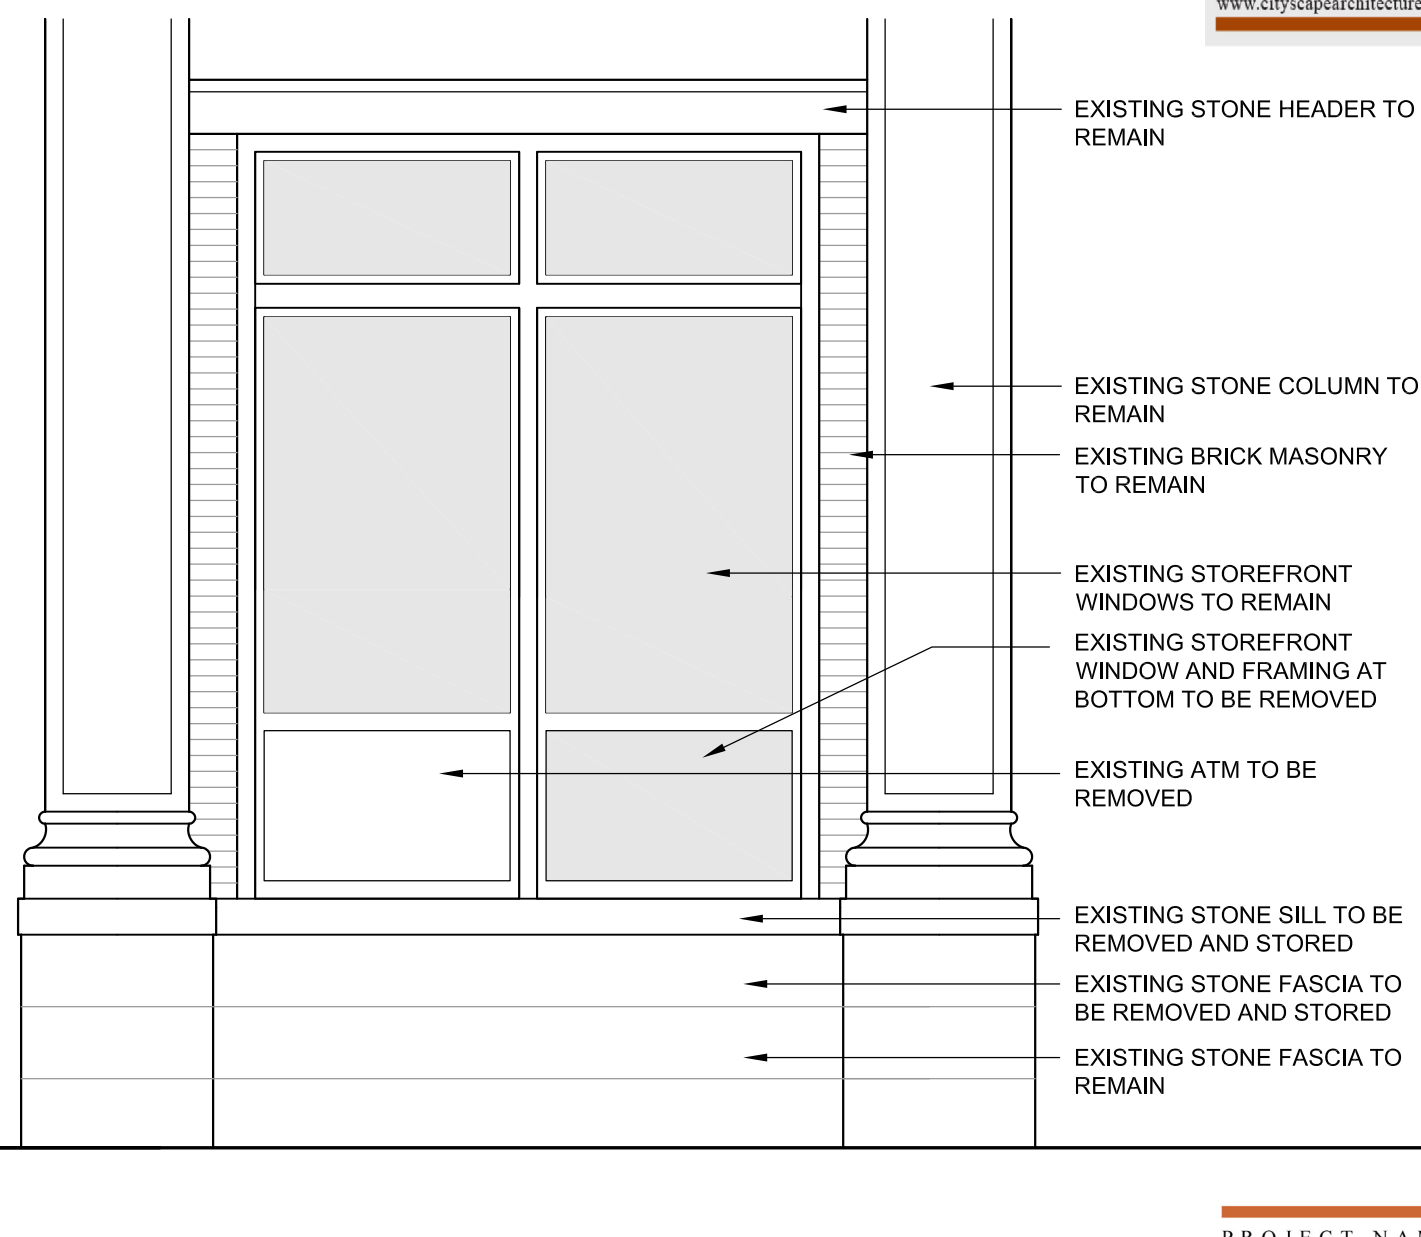 www.cityscapearchitecture
EXISTING STONE HEADER TO
REMAIN
EXISTING STONE COLUMN TO
REMAIN
EXISTING BRICK MASONRY
TO REMAIN
EXISTING STOREFRONT
WINDOWS TO REMAIN
EXISTING STOREFRONT
WINDOW AND FRAMING AT
BOTTOM TO BE REMOVED
EXISTING ATM TO BE
REMOVED
EXISTING STONE SILL TO BE
REMOVED AND STORED
EXISTING STONE FASCIA TO
BE REMOVED AND STORED
EXISTING STONE FASCIA TO
REMAIN
PROJECT